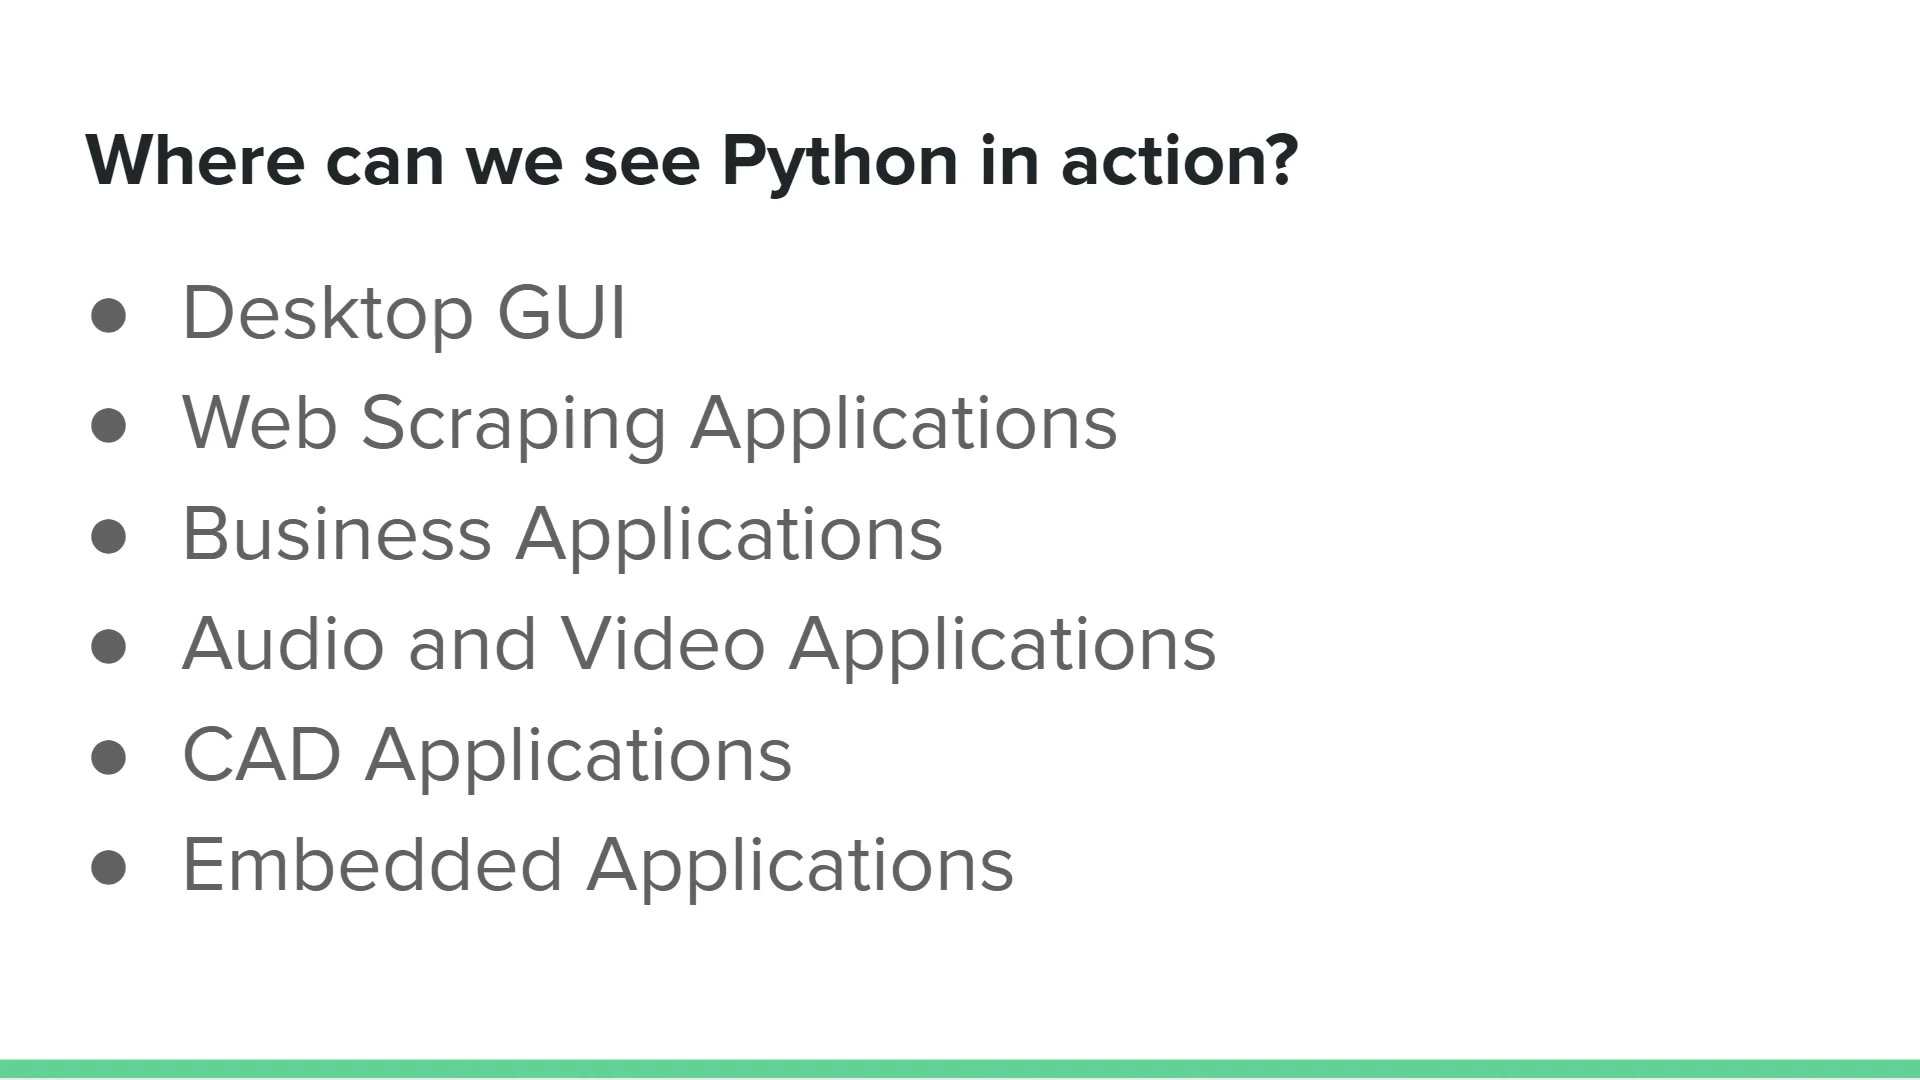 Where can we see Python in action?
● Desktop GUI
● Web Scraping Applications
● Business Applications
● Audio and Video Applications
● CAD Applications
● Embedded Applications